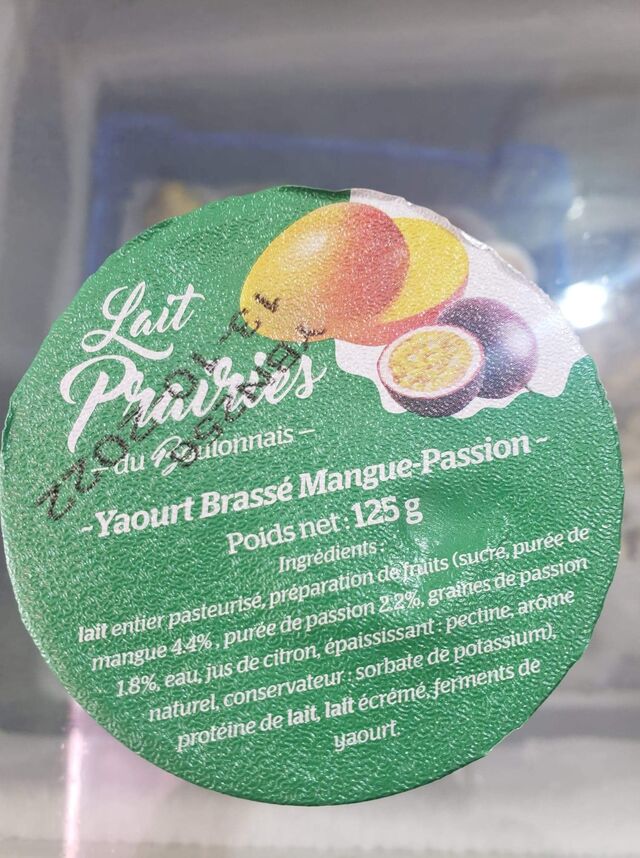 Lait
Prairies
du Boulonnais
~Yaourt Brassé Mangue-Passion~
Poids net : 125 g
Ingrédients :
lait entier pasteurisé, préparation de fruits (sucre, purée de
mangue 4.4% , purée de passion 2.2%, graines de passion
1.8%, eau, jus de citron, épaississant : pectine, arôme
naturel, conservateur : sorbate de potassium),
protéine de lait, lait écrémé, ferments de
yaourt.